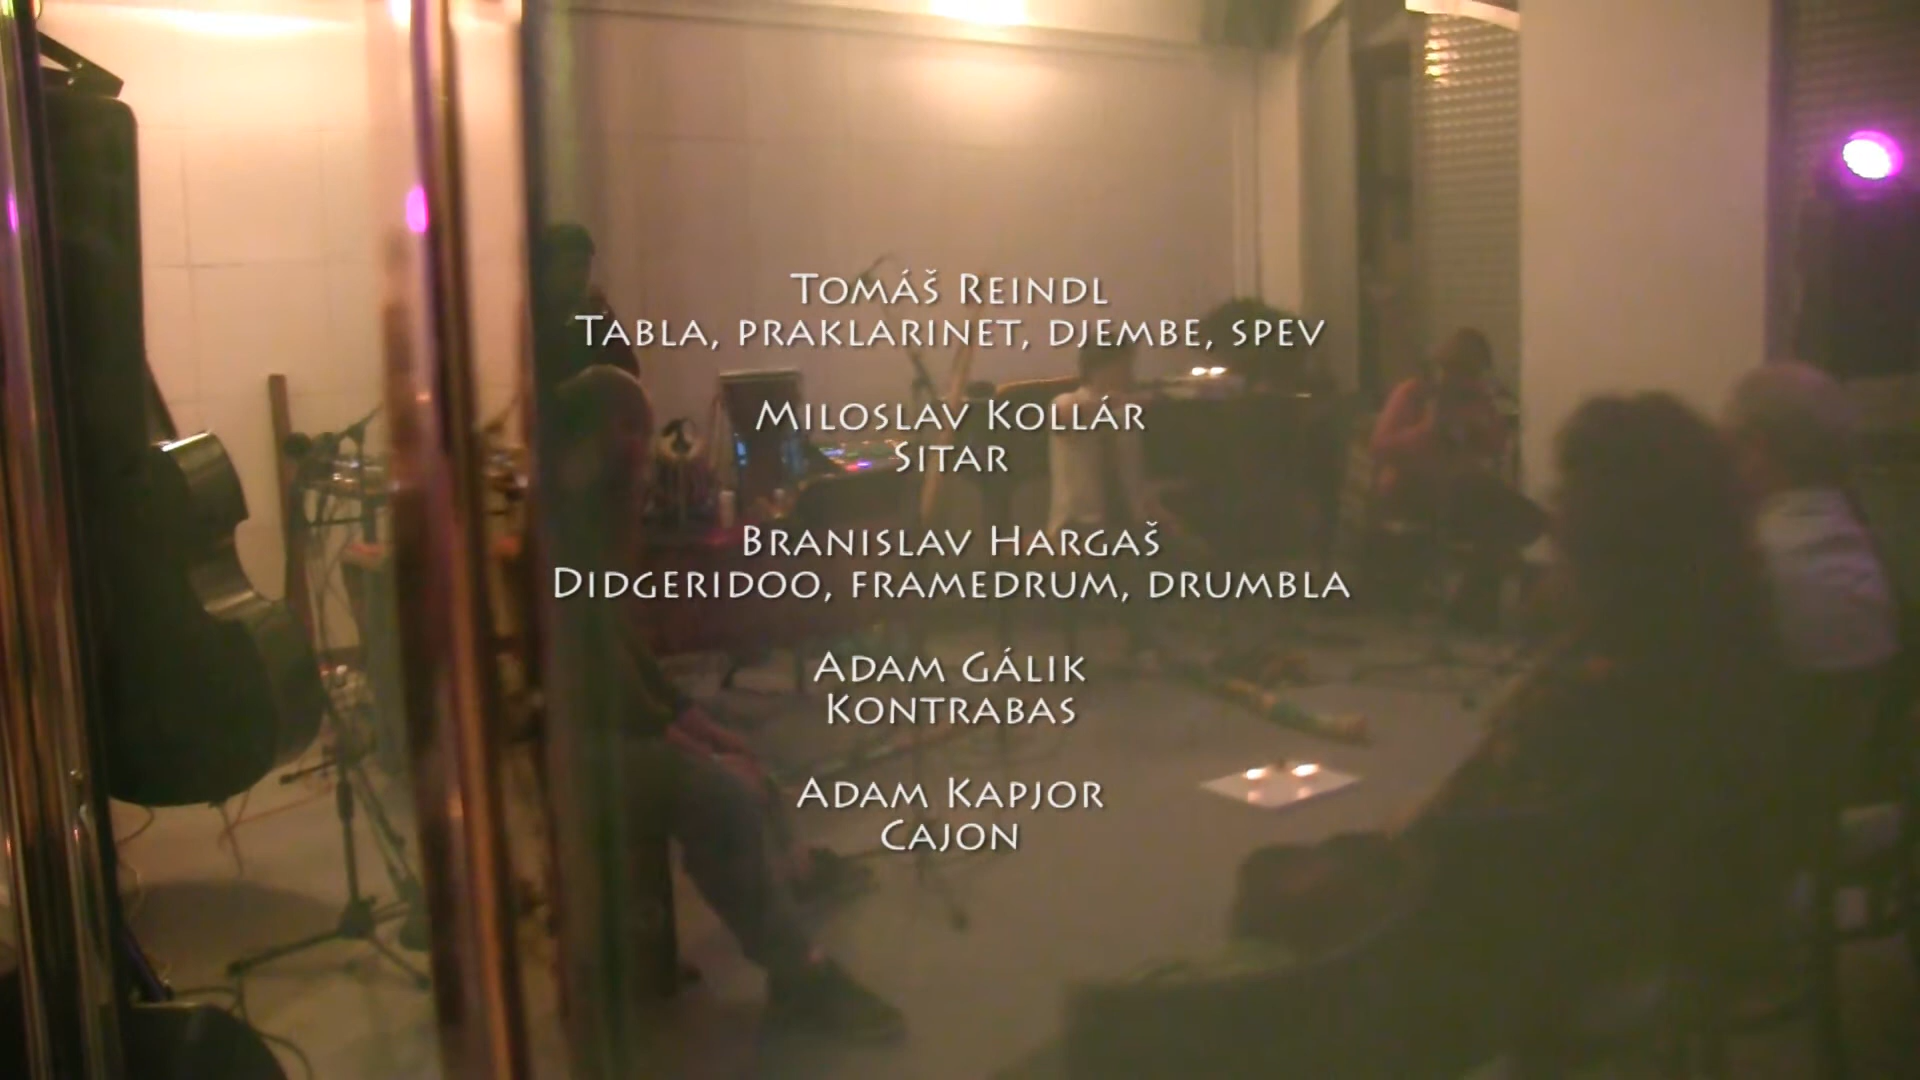 Tomáš Reindl
Tabla, praklarinet, djembe, spev
Miloslav Kollár
Sitar
Branislav Hargaš
Didgeridoo, framedrum, drumbla
Adam Gálik
Kontrabas
Adam Kapjor
Cajon